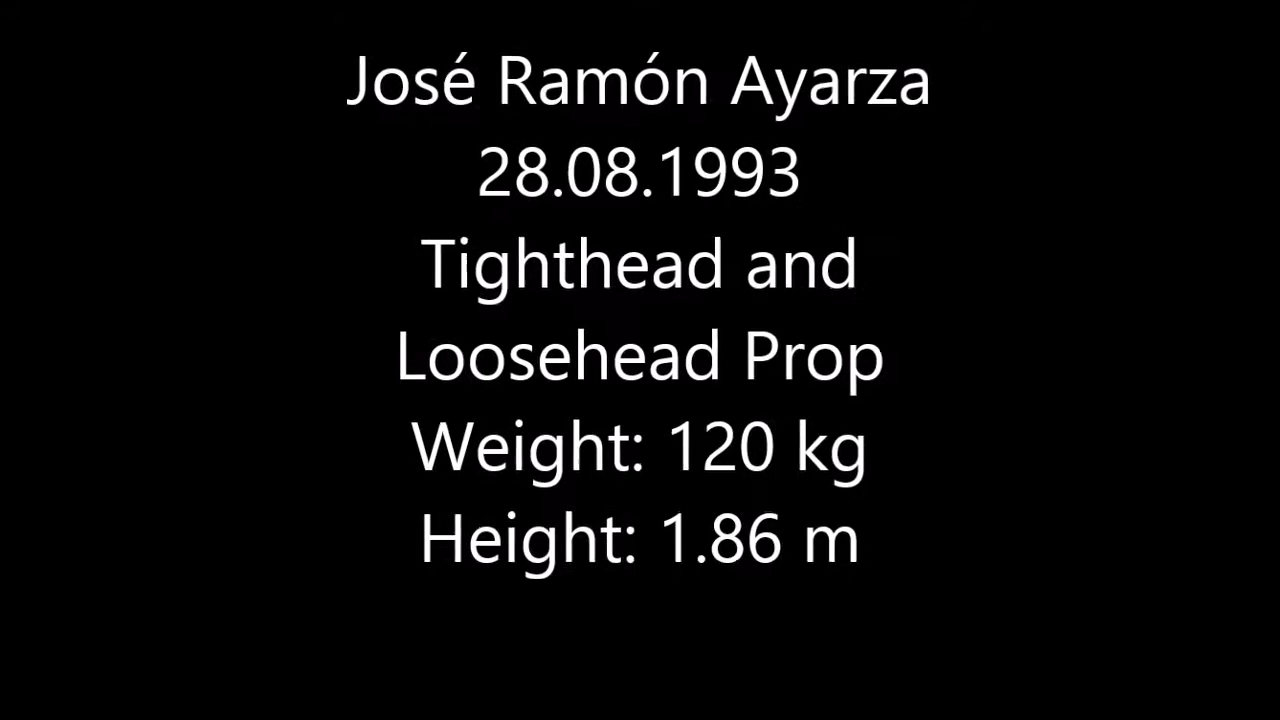 José Ramón Ayarza
28.08.1993
Tighthead and
Loosehead Prop
Weight: 120 kg
Height: 1.86 m